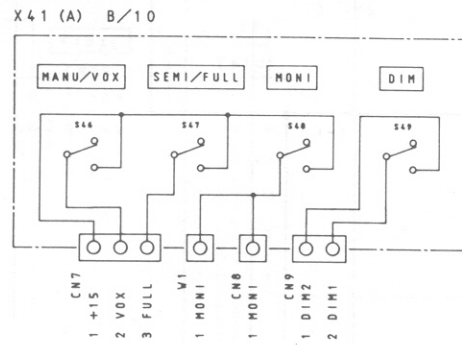 X41 (A) B/10
MANU/VOX SEMI/FULL MONI DIM
S46 S47 S48 S49
CN7
1 +15
2 VOX
3 FULL
W1
1 MONI
CN8
1 MONI
CN9
1 DIM2
2 DIM1